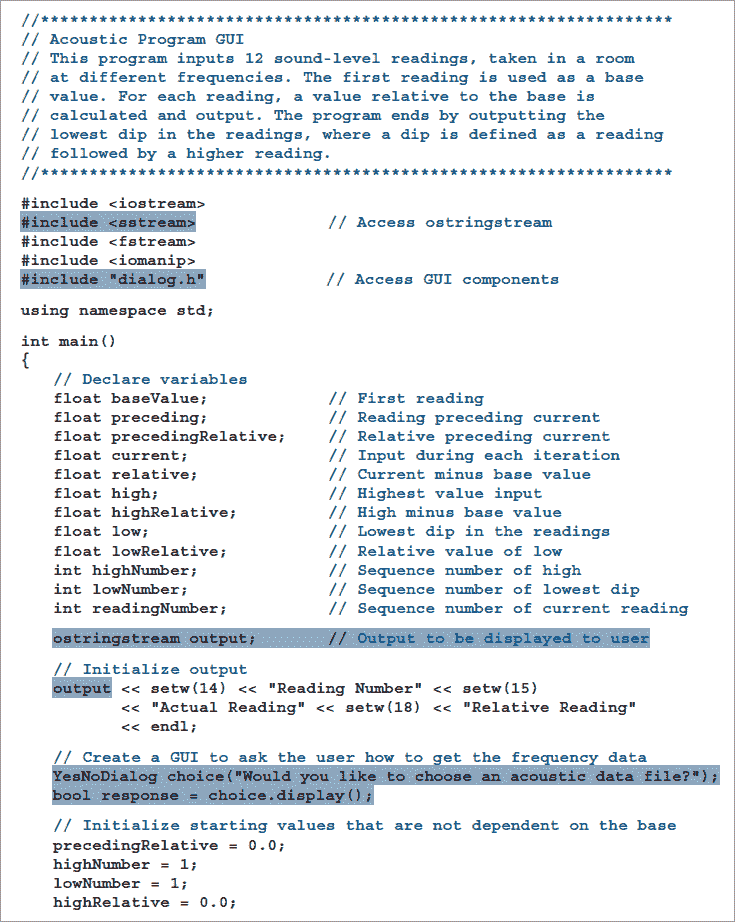 //*****************************************************************
// Acoustic Program GUI
// This program inputs 12 sound-level readings, taken in a room
// at different frequencies. The first reading is used as a base
// value. For each reading, a value relative to the base is
// calculated and output. The program ends by outputting the
// lowest dip in the readings, where a dip is defined as a reading
// followed by a higher reading.
//*****************************************************************
#include <iostream>
#include <sstream>              // Access ostringstream
#include <fstream>
#include <iomanip>
#include "dialog.h"             // Access GUI components
using namespace std;
int main()
{
    // Declare variables
    float baseValue;            // First reading
    float preceding;            // Reading preceding current
    float precedingRelative;    // Relative preceding current
    float current;              // Input during each iteration
    float relative;             // Current minus base value
    float high;                 // Highest value input
    float highRelative;         // High minus base value
    float low;                  // Lowest dip in the readings
    float lowRelative;          // Relative value of low
    int highNumber;             // Sequence number of high
    int lowNumber;              // Sequence number of lowest dip
    int readingNumber;          // Sequence number of current reading
    ostringstream output;       // Output to be displayed to user
    // Initialize output
    output << setw(14) << "Reading Number" << setw(15)
           << "Actual Reading" << setw(18) << "Relative Reading"
           << endl;
    // Create a GUI to ask the user how to get the frequency data
    YesNoDialog choice("Would you like to choose an acoustic data file?");
    bool response = choice.display();
    // Initialize starting values that are not dependent on the base
    precedingRelative = 0.0;
    highNumber = 1;
    lowNumber = 1;
    highRelative = 0.0;